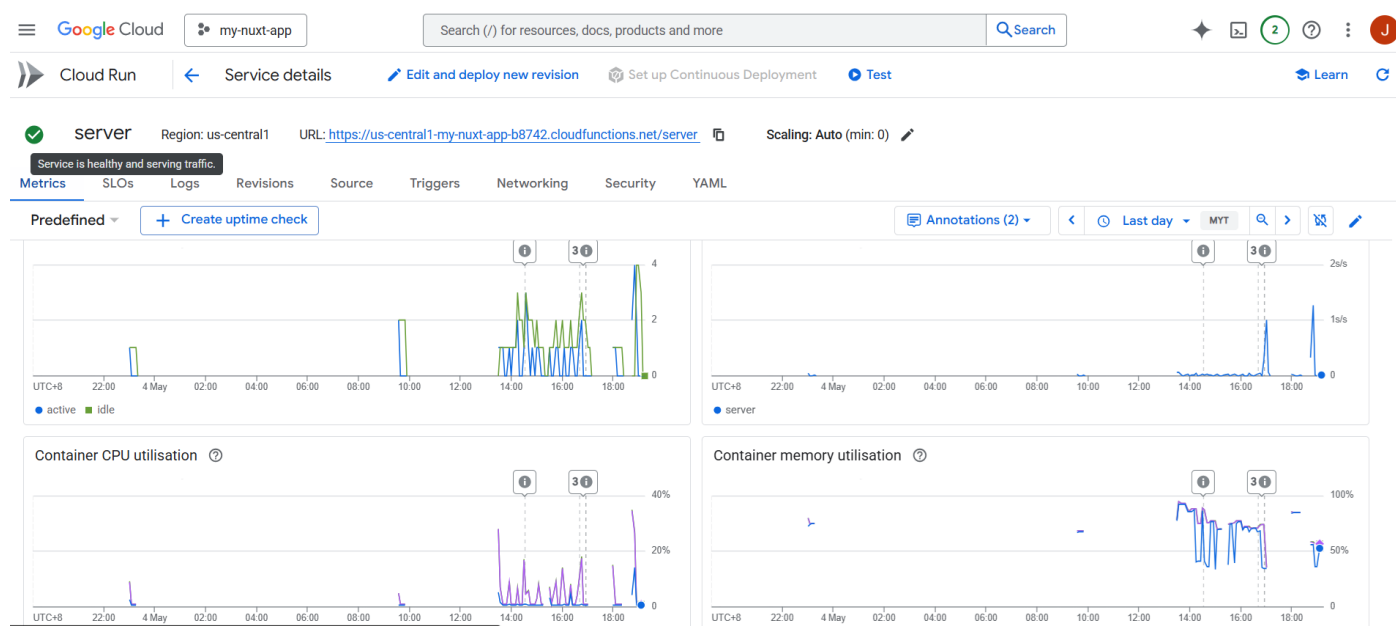 Google Cloud
my-nuxt-app
Search (/) for resources, docs, products and more
Search
2
J
Cloud Run
Service details
Edit and deploy new revision
Set up Continuous Deployment
Test
Learn
server
Region: us-central1
URL: https://us-central1-my-nuxt-app-b8742.cloudfunctions.net/server
Scaling: Auto (min: 0)
Service is healthy and serving traffic.
Metrics
SLOs
Logs
Revisions
Source
Triggers
Networking
Security
YAML
Predefined
Create uptime check
Annotations (2)
Last day
MYT
3
4
2
0
UTC+8 22:00 4 May 02:00 04:00 06:00 08:00 10:00 12:00 14:00 16:00 18:00
active idle
3
2s/s
1s/s
0
UTC+8 22:00 4 May 02:00 04:00 06:00 08:00 10:00 12:00 14:00 16:00 18:00
server
Container CPU utilisation
3
40%
20%
0
UTC+8 22:00 4 May 02:00 04:00 06:00 08:00 10:00 12:00 14:00 16:00 18:00
Container memory utilisation
3
100%
50%
0
UTC+8 22:00 4 May 02:00 04:00 06:00 08:00 10:00 12:00 14:00 16:00 18:00